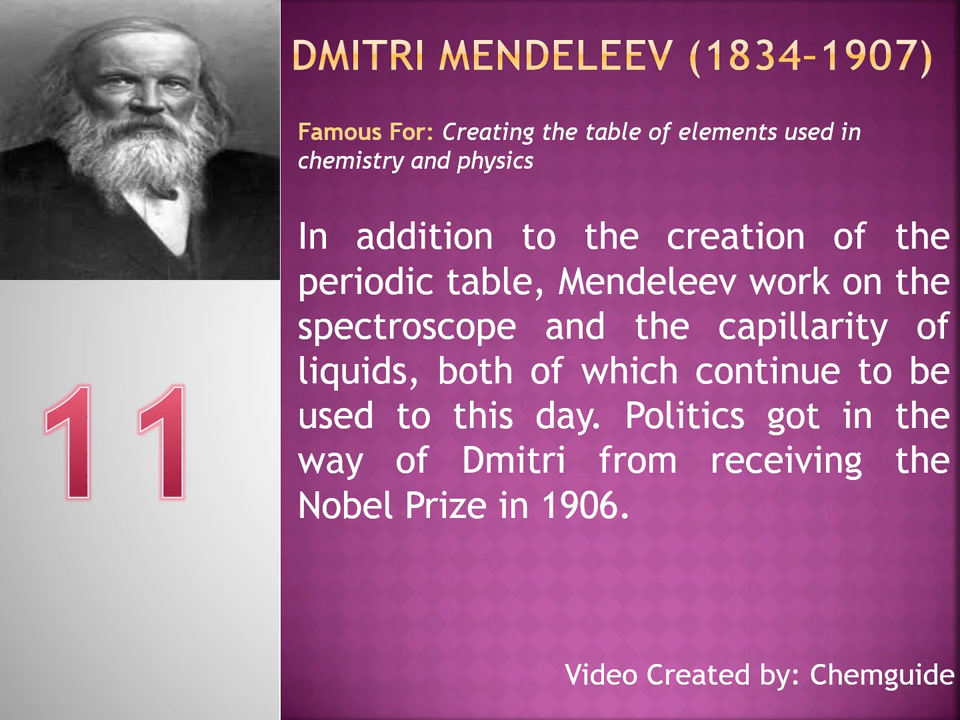 DMITRI MENDELEEV (1834–1907)
Famous For: Creating the table of elements used in
chemistry and physics
In addition to the creation of the
periodic table, Mendeleev work on the
spectroscope and the capillarity of
liquids, both of which continue to be
used to this day. Politics got in the
way of Dmitri from receiving the
Nobel Prize in 1906.
11
Video Created by: Chemguide